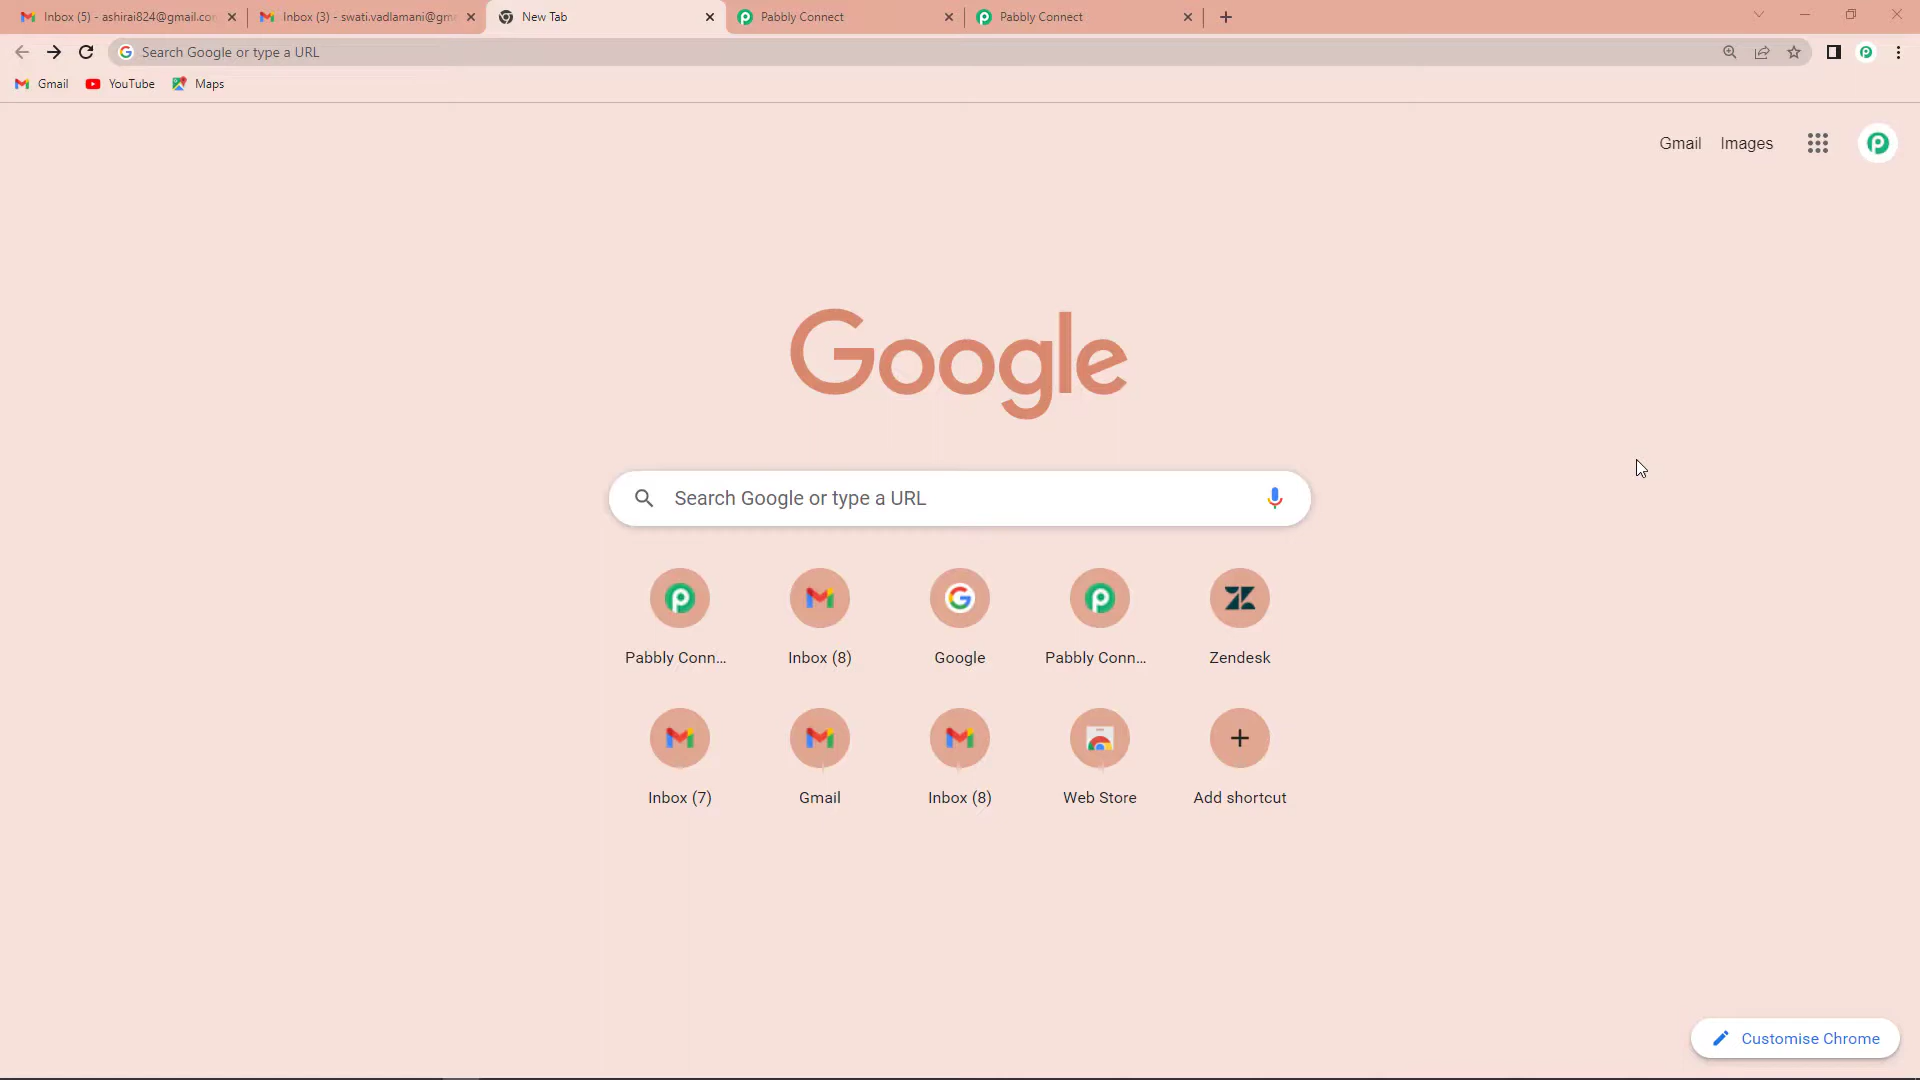 Inbox (5) - ashirai824@gmail.co
Inbox (3) - swati.vadlamani@gm
New Tab
Pabbly Connect
Pabbly Connect
Search Google or type a URL
Gmail
YouTube
Maps
Gmail
Images
Google
Search Google or type a URL
Pabbly Conn...
Inbox (8)
Google
Pabbly Conn...
Zendesk
Inbox (7)
Gmail
Inbox (8)
Web Store
Add shortcut
Customise Chrome